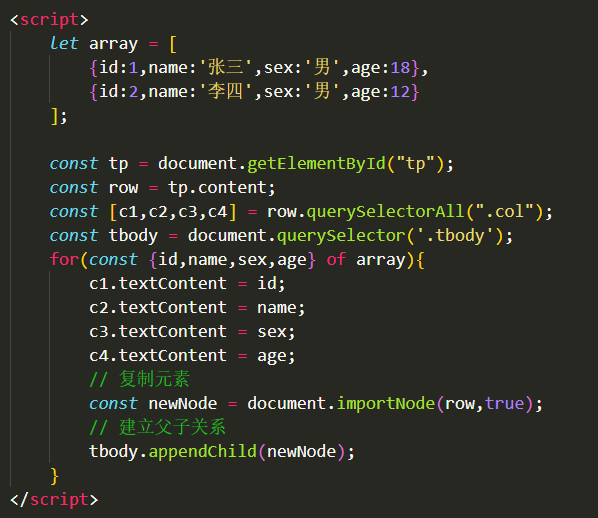 <script>
let array = [
{id:1,name:'张三',sex:'男',age:18},
{id:2,name:'李四',sex:'男',age:12}
];
const tp = document.getElementById("tp");
const row = tp.content;
const [c1,c2,c3,c4] = row.querySelectorAll(".col");
const tbody = document.querySelector('.tbody');
for(const {id,name,sex,age} of array){
c1.textContent = id;
c2.textContent = name;
c3.textContent = sex;
c4.textContent = age;
// 复制元素
const newNode = document.importNode(row,true);
// 建立父子关系
tbody.appendChild(newNode);
}
</script>